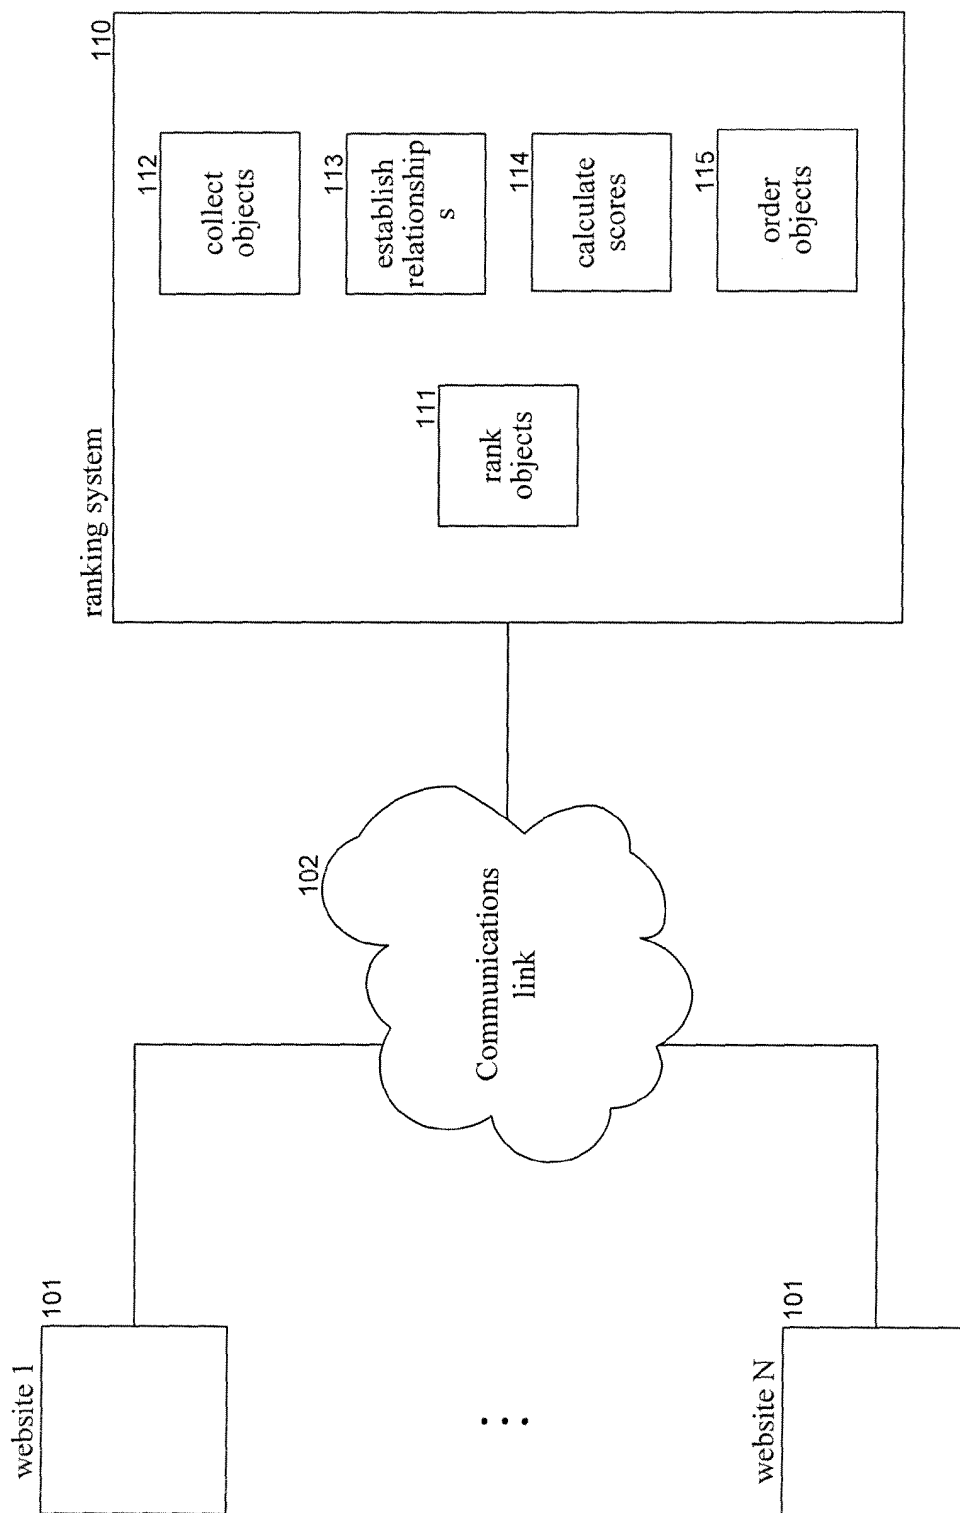 website 1
101
website N
101
102
Communications
link
ranking system
110
111
rank
objects
112
collect
objects
113
establish
relationship
s
114
calculate
scores
115
order
objects